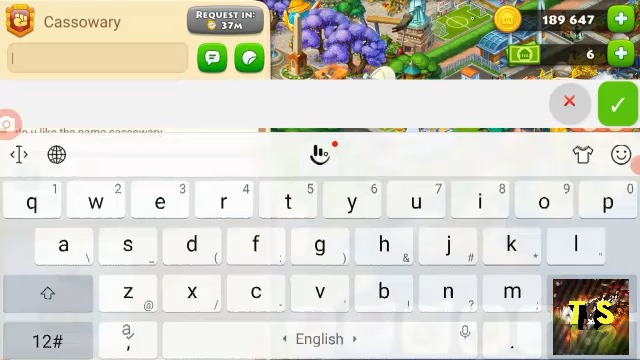 Cassowary
REQUEST IN:
37M
189 647
6
do u like the name cassowary
1 2 3 4 5 6 7 8 9 0
q w e r t y u i o p
a s d f g h j k l
\ _ ( : ) & # * "
z x c v b n m
@ / - ' ! ? ;
12# , English .
TS